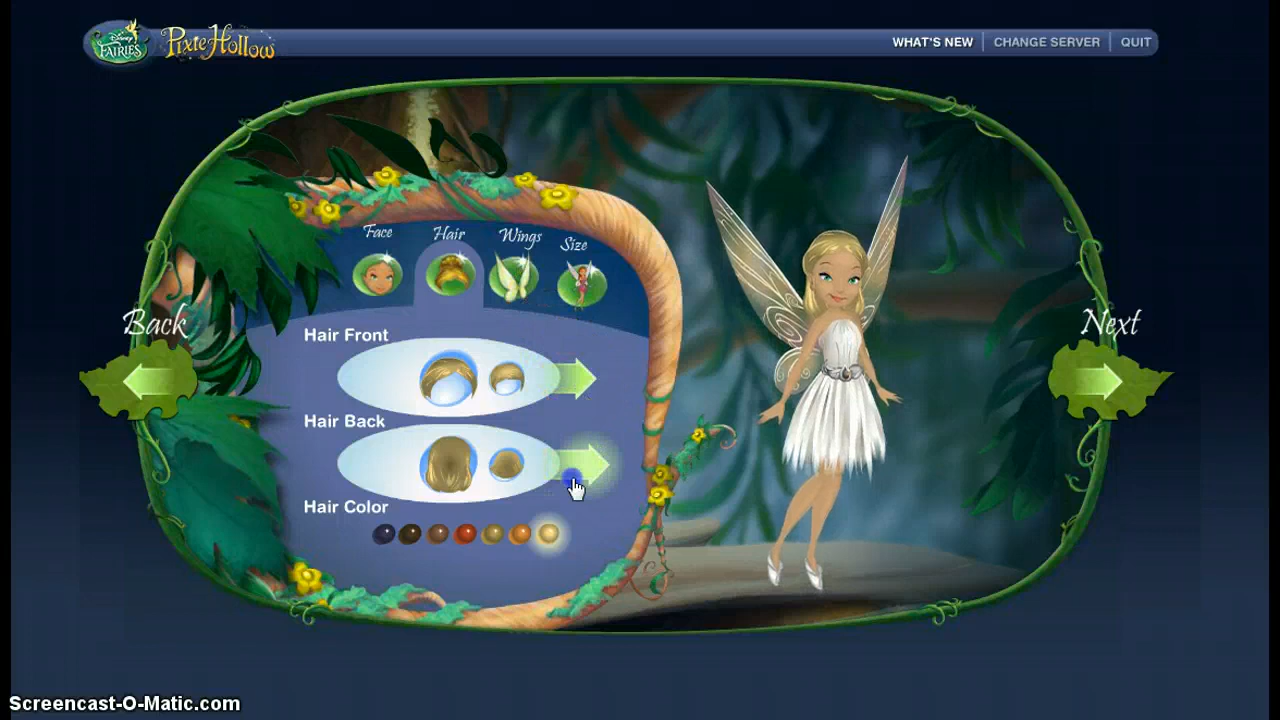 Disney
FAIRIES
Pixie Hollow
WHAT'S NEW
CHANGE SERVER
QUIT
Face
Hair
Wings
Size
Back
Next
Hair Front
Hair Back
Hair Color
Screencast-O-Matic.com